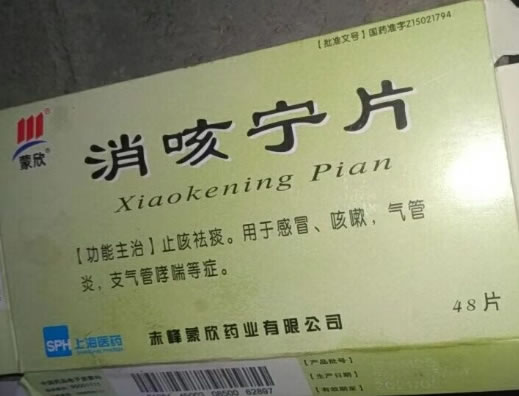 [批准文号] 国药准字Z15021794
蒙欣®
消咳宁片
Xiaokening Pian
【功能主治】止咳祛痰。用于感冒、咳嗽,气管
炎,支气管哮喘等症。
SPH 上海医药
赤峰蒙欣药业有限公司
48片
[产品批号]
[生产日期]
[有效期至]